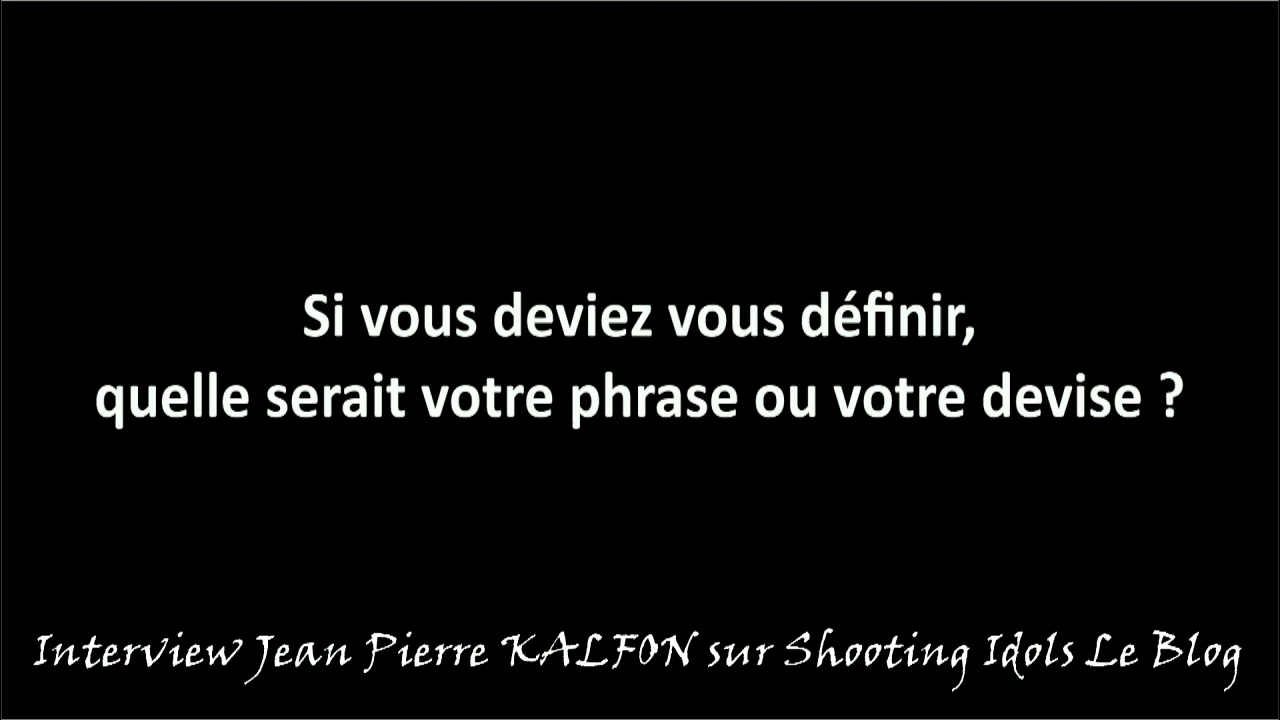 Si vous deviez vous définir,
quelle serait votre phrase ou votre devise ?
Interview Jean Pierre KALFON sur Shooting Idols Le Blog